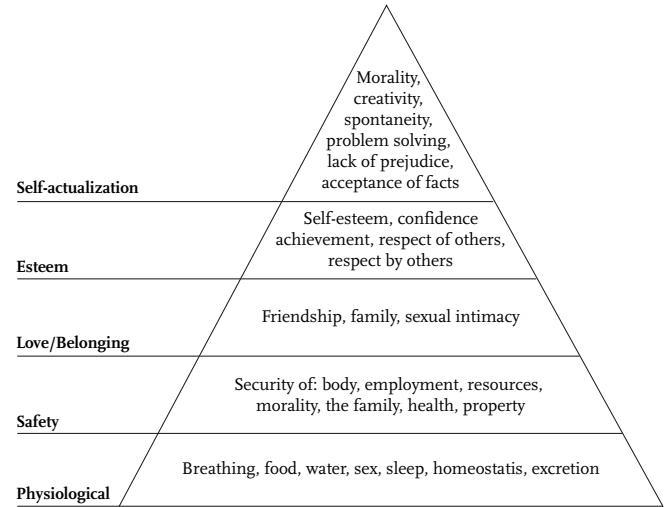 Morality,
creativity,
spontaneity,
problem solving,
lack of prejudice,
acceptance of facts
Self-actualization
Self-esteem, confidence
achievement, respect of others,
respect by others
Esteem
Friendship, family, sexual intimacy
Love/Belonging
Security of: body, employment, resources,
morality, the family, health, property
Safety
Breathing, food, water, sex, sleep, homeostatis, excretion
Physiological